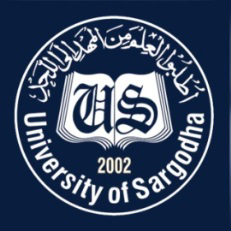 اطلبوا العلم من المهد الى اللحد
US
2002
University of Sargodha